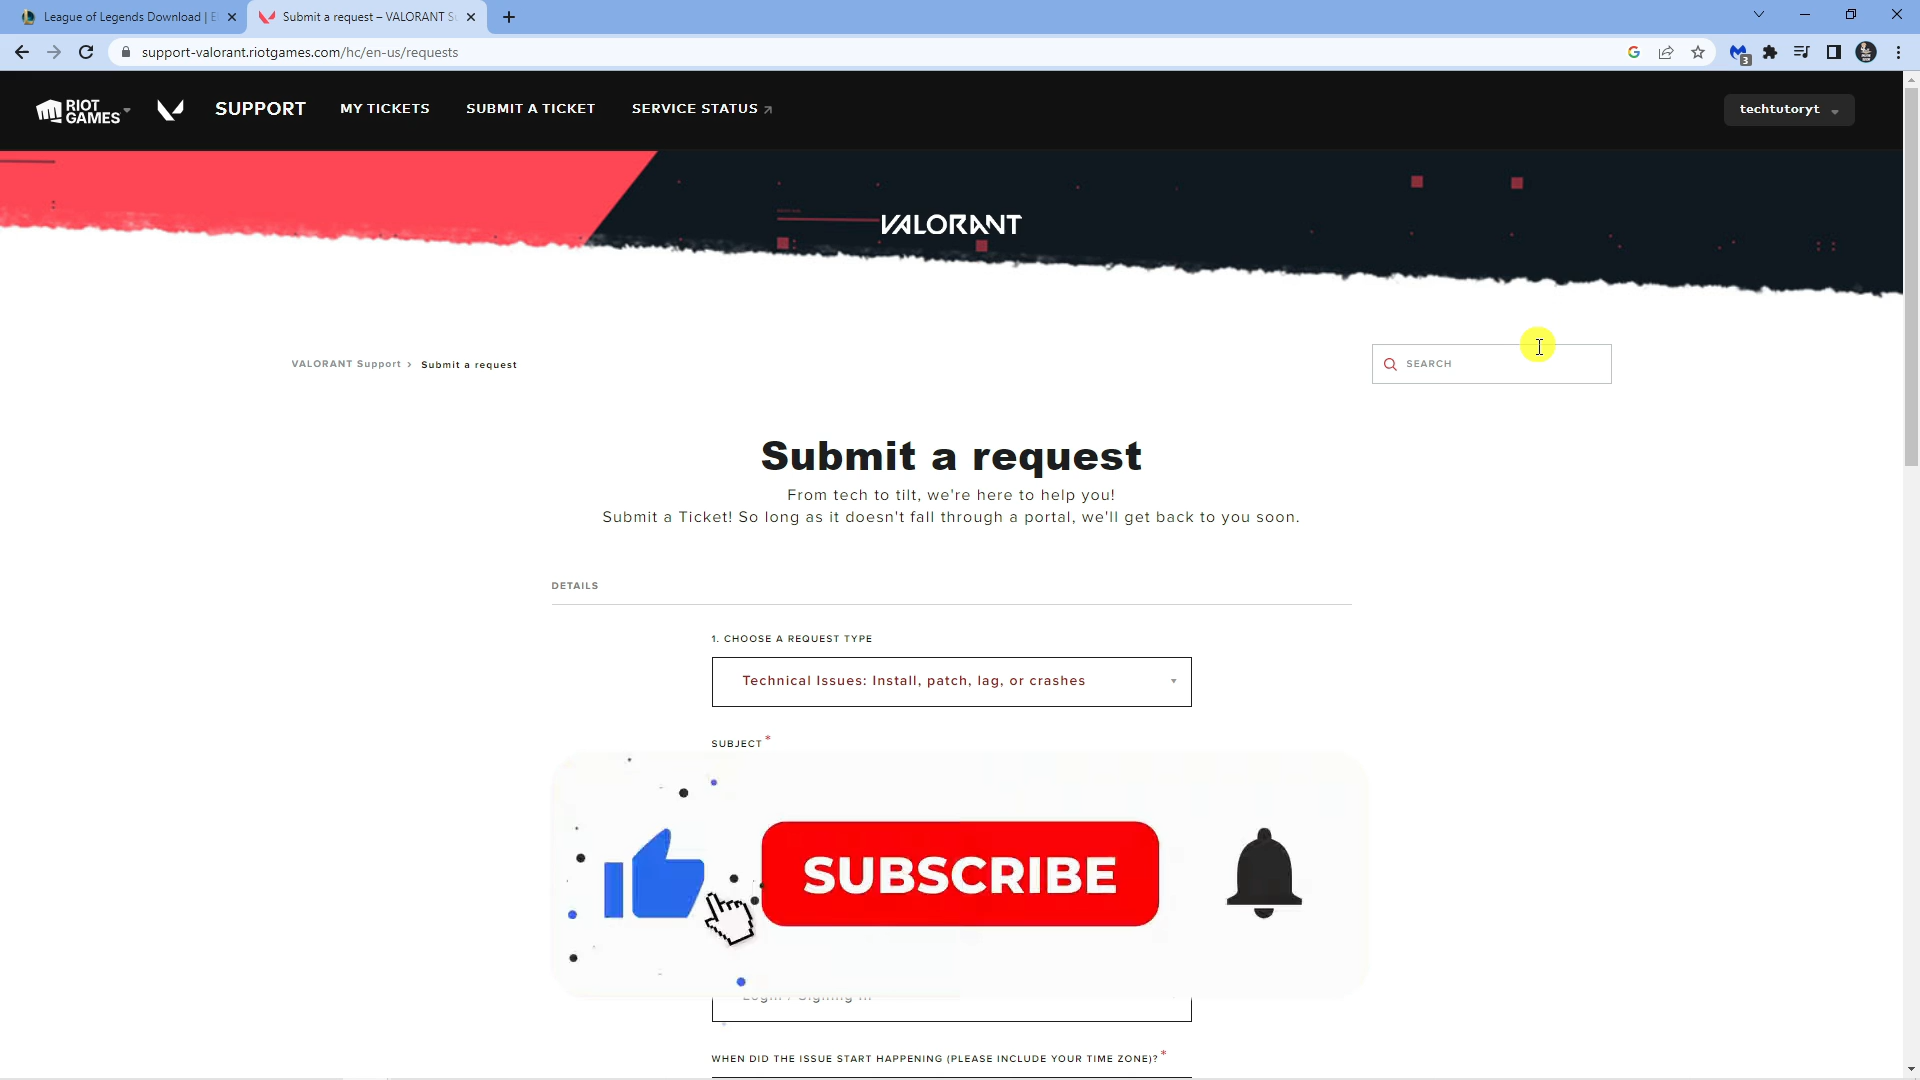 League of Legends Download | E
Submit a request – VALORANT Su
support-valorant.riotgames.com/hc/en-us/requests
3
RIOT GAMES
SUPPORT
MY TICKETS
SUBMIT A TICKET
SERVICE STATUS
techtutoryt
VALORANT
VALORANT Support > Submit a request
SEARCH
Submit a request
From tech to tilt, we're here to help you!
Submit a Ticket! So long as it doesn't fall through a portal, we'll get back to you soon.
DETAILS
1. CHOOSE A REQUEST TYPE
Technical Issues: Install, patch, lag, or crashes
SUBJECT*
SUBSCRIBE
WHEN DID THE ISSUE START HAPPENING (PLEASE INCLUDE YOUR TIME ZONE)?*